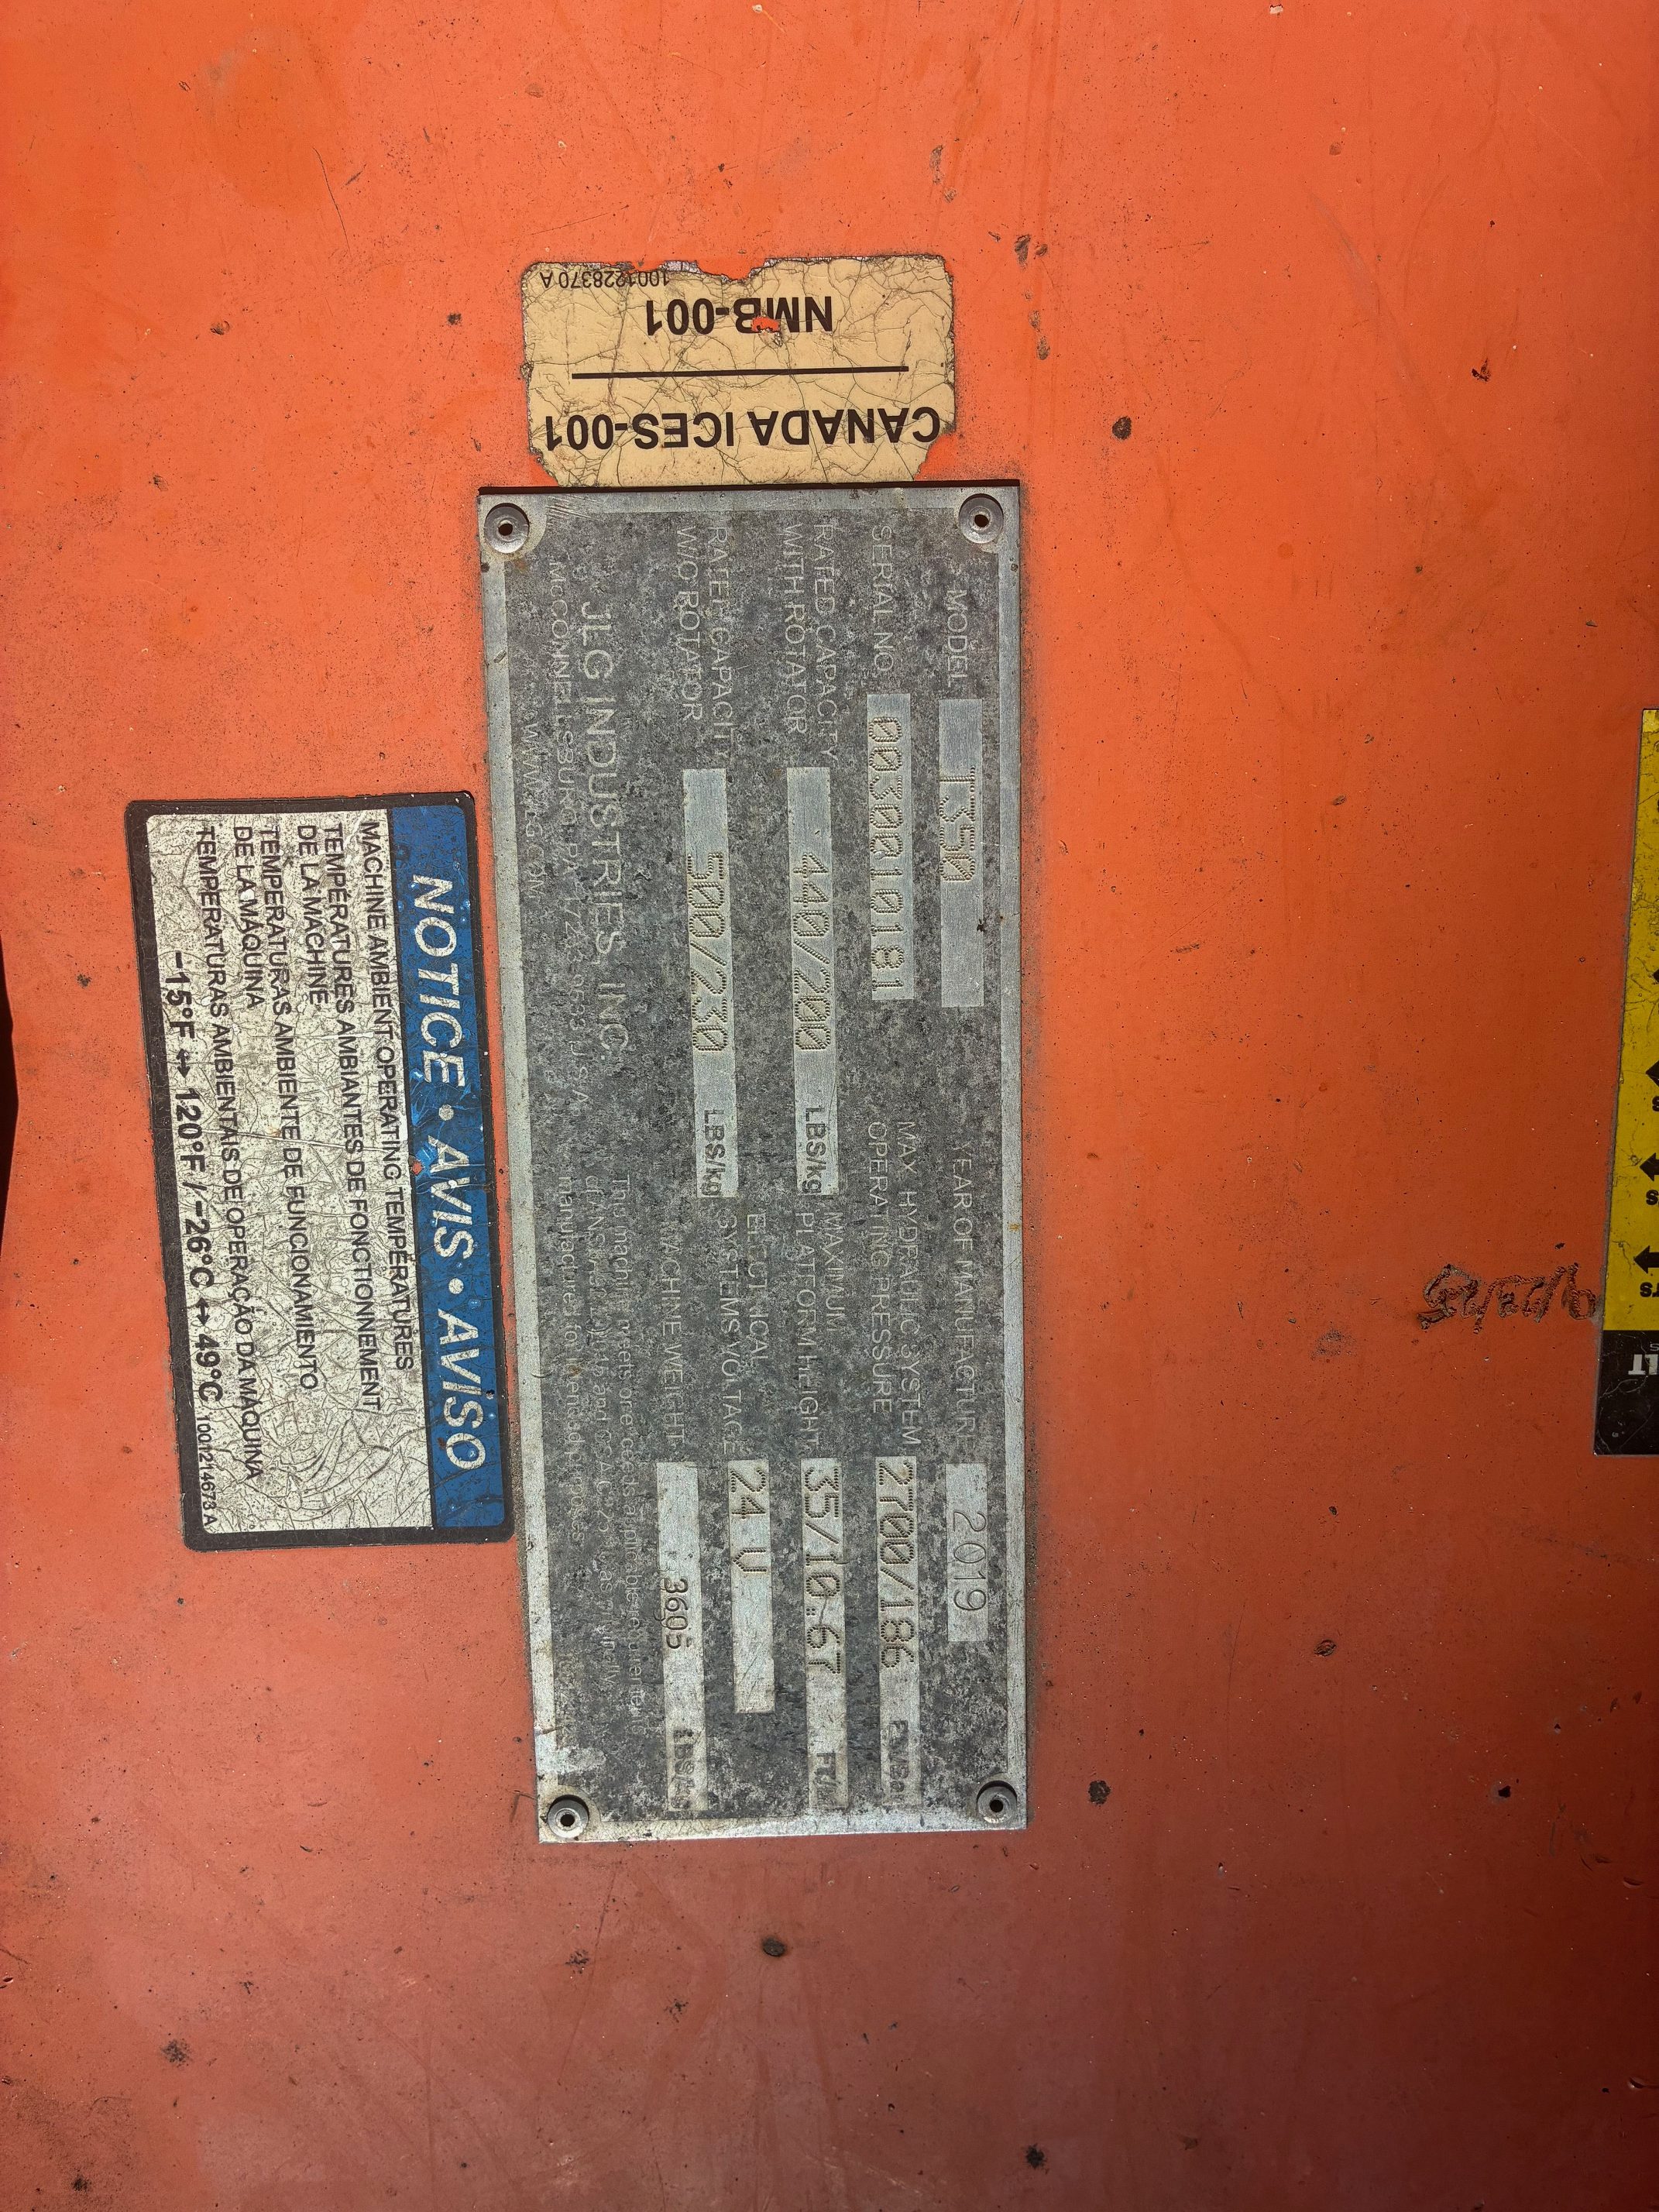 MODEL T350
SERIAL NO. 0030010181
RATED CAPACITY
WITH ROTATOR 440/200 LBS/kg
RATED CAPACITY
W/O ROTATOR 500/230 LBS/kg
JLG INDUSTRIES, INC.
YEAR OF MANUFACTURE 2019
MAX. HYDRAULIC SYSTEM
OPERATING PRESSURE 2700/186
MAXIMUM
PLATFORM HEIGHT 35/10.67
ELECTRICAL
SYSTEMS VOLTAGE 24 V
MACHINE WEIGHT 3605
CANADA ICES-001
NMB-001
1001228370 A
NOTICE • AVIS • AVISO
MACHINE AMBIENT OPERATING TEMPERATURES
TEMPÉRATURES AMBIANTES DE FONCTIONNEMENT
DE LA MACHINE
TEMPERATURAS AMBIENTE DE FUNCIONAMIENTO
DE LA MÁQUINA
TEMPERATURAS AMBIENTAIS DE OPERAÇÃO DA MÁQUINA
-15°F ↔ 120°F / -26°C ↔ 49°C
1001214673 A